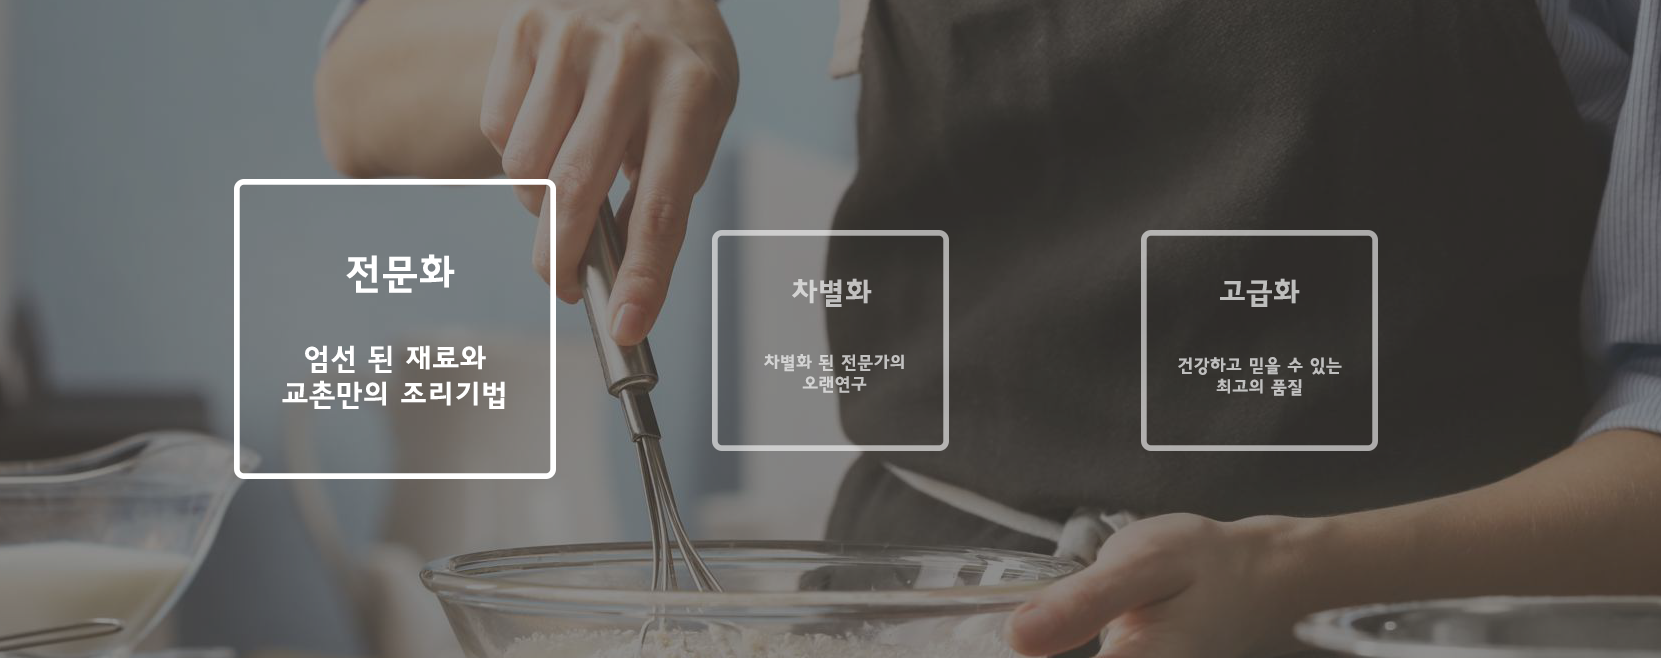 전문화
엄선 된 재료와
교촌만의 조리기법
차별화
차별화 된 전문가의
오랜연구
고급화
건강하고 믿을 수 있는
최고의 품질